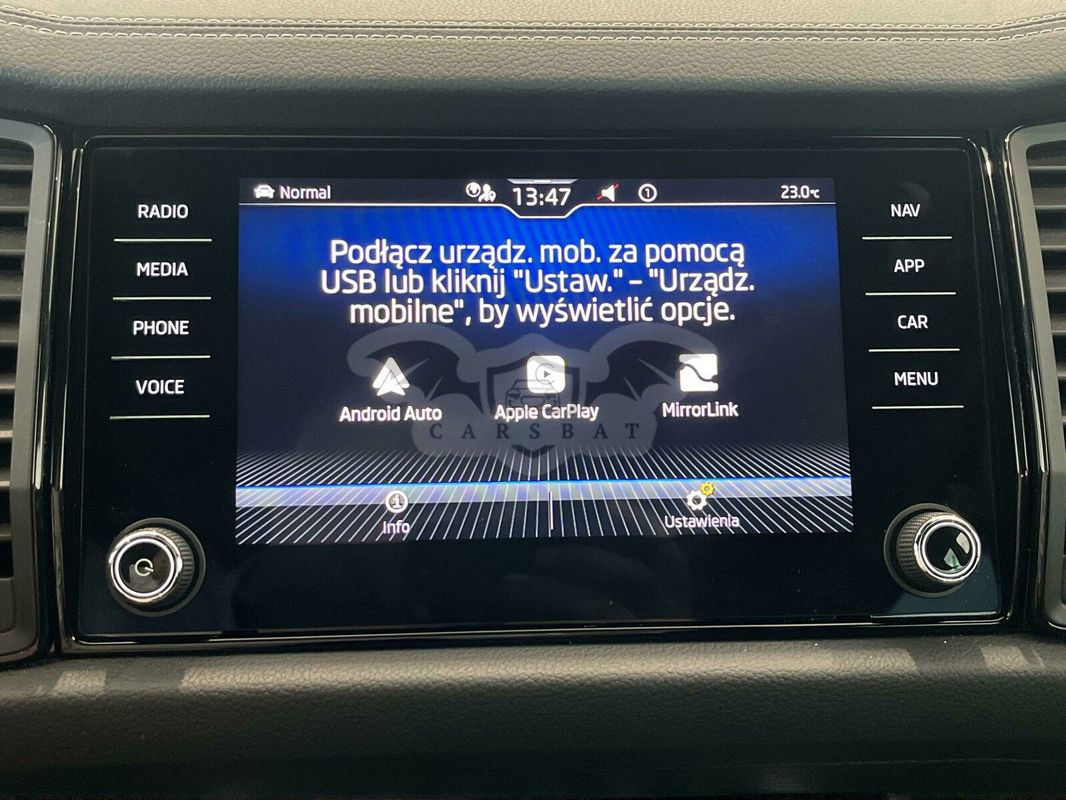 Normal 13:47 1 23.0°C
RADIO
MEDIA
PHONE
VOICE
Podłącz urządz. mob. za pomocą
USB lub kliknij "Ustaw." - "Urządz.
mobilne", by wyświetlić opcje.
Android Auto Apple CarPlay MirrorLink
CARSBAT
Info Ustawienia
NAV
APP
CAR
MENU